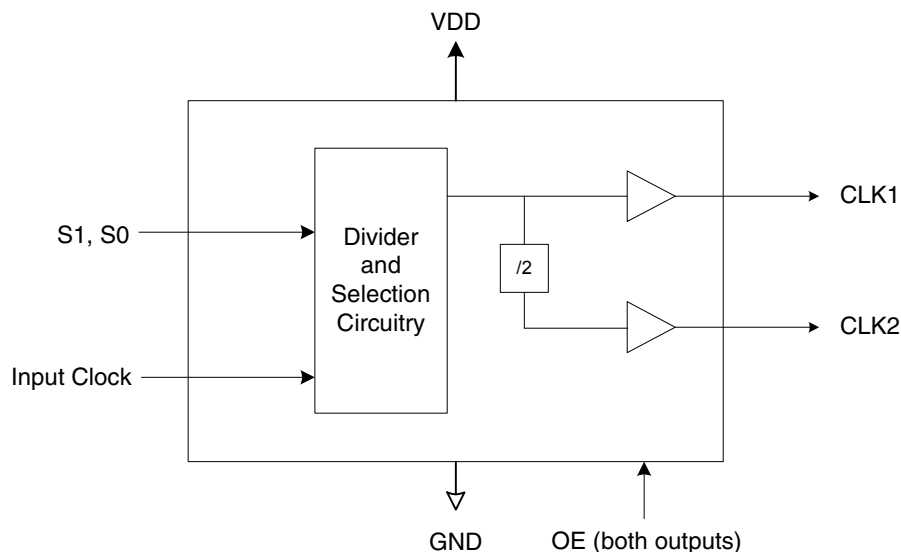 VDD
S1, S0
Input Clock
Divider
and
Selection
Circuitry
/2
CLK1
CLK2
GND
OE (both outputs)